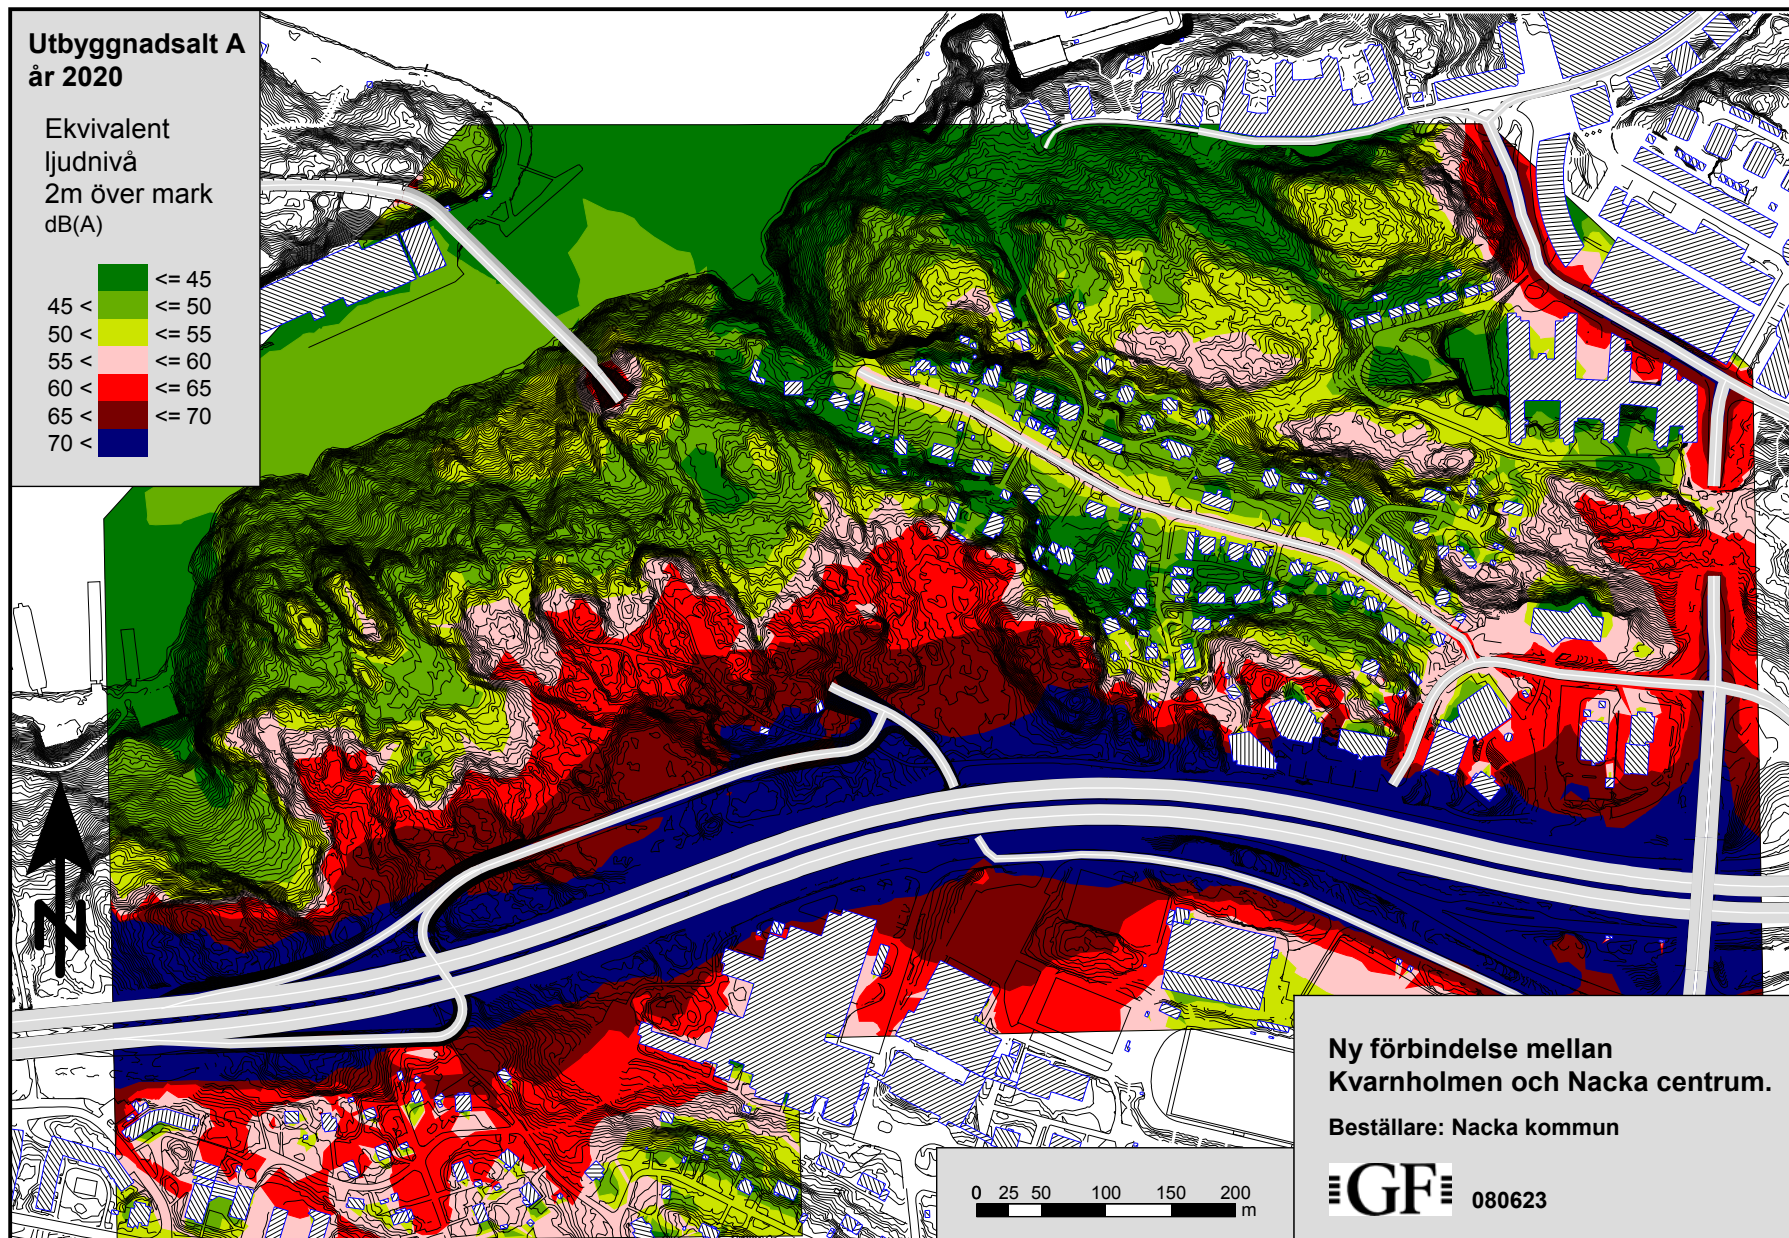 Utbyggnadsalt A
år 2020
Ekvivalent
ljudnivå
2m över mark
dB(A)
<= 45
45 < <= 50
50 < <= 55
55 < <= 60
60 < <= 65
65 < <= 70
70 <
N
0 25 50 100 150 200
m
Ny förbindelse mellan
Kvarnholmen och Nacka centrum.
Beställare: Nacka kommun
GF 080623